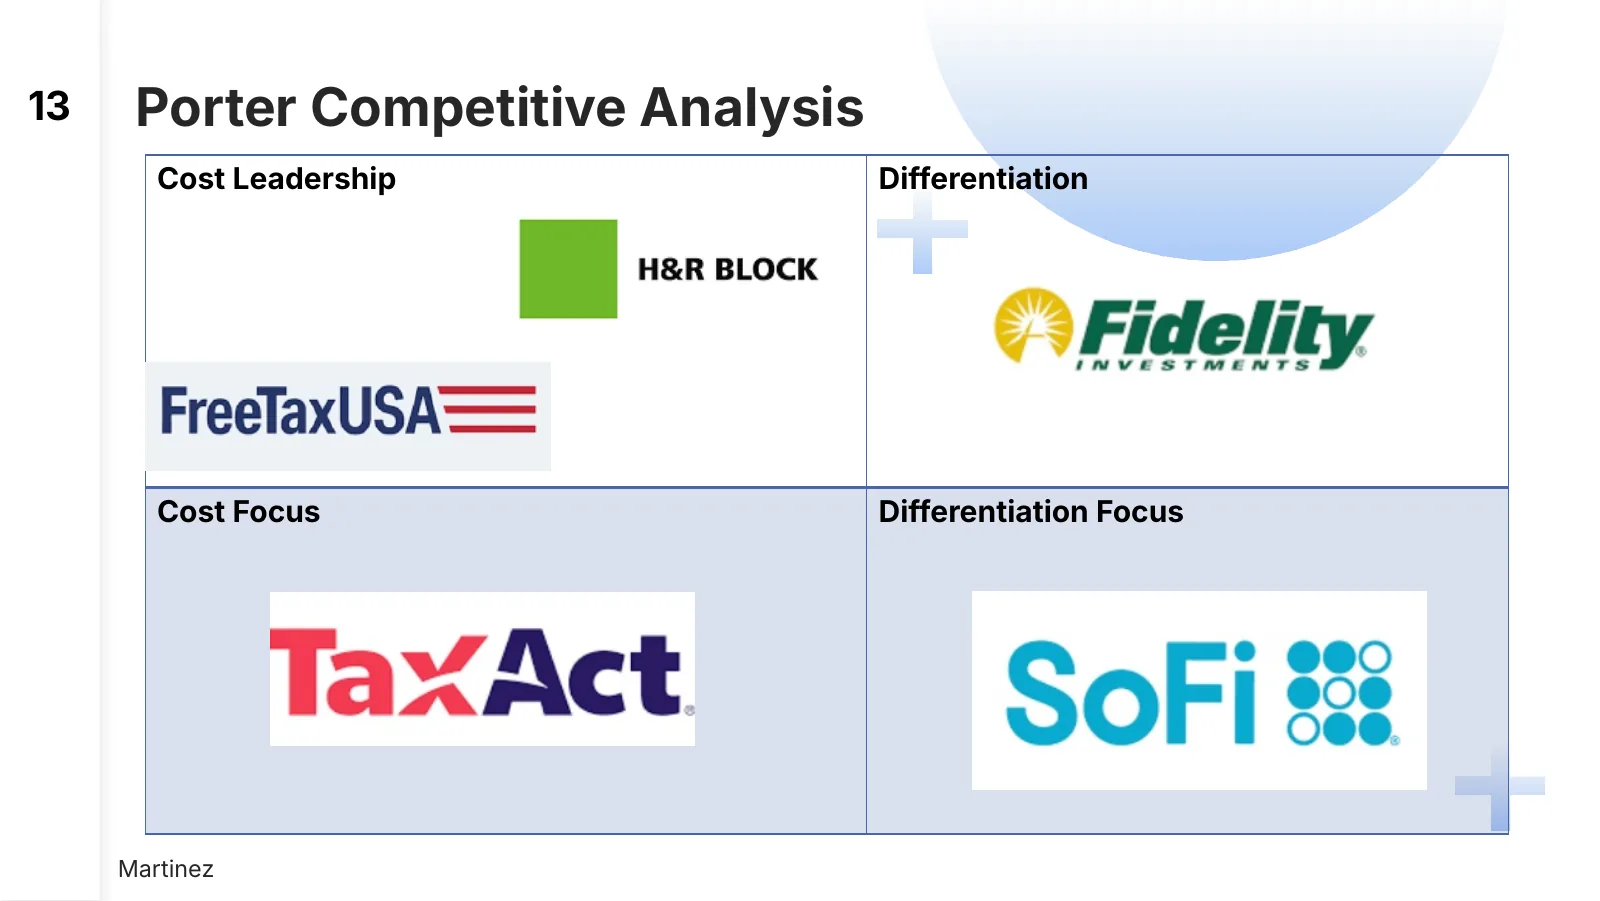 13
Porter Competitive Analysis
Cost Leadership
H&R BLOCK
FreeTaxUSA
Differentiation
Fidelity
INVESTMENTS
Cost Focus
TaxAct
Differentiation Focus
SoFi
Martinez